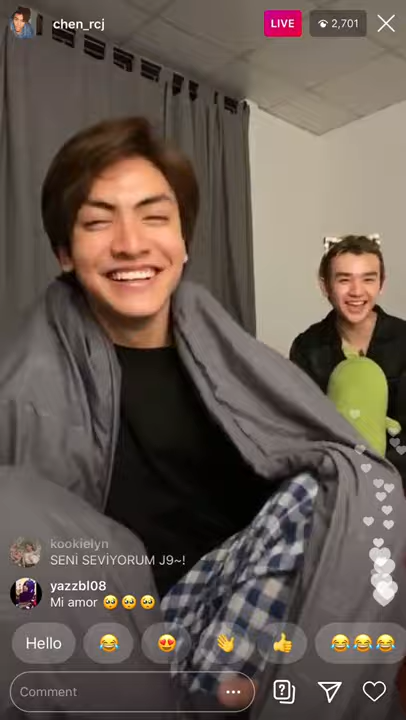 chen_rcj
LIVE
2,701
kookielyn
SENİ SEVİYORUM J9~!
yazzbl08
Mi amor 🥺🥺🥺
Hello
Comment